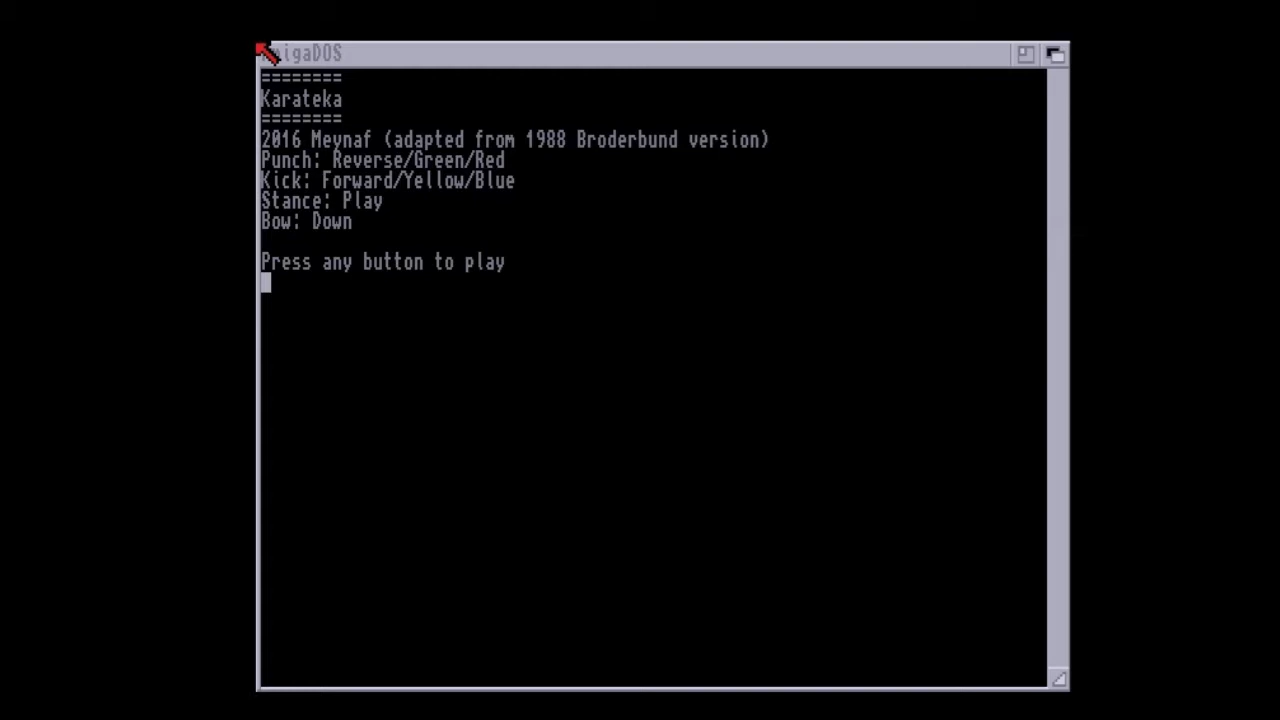 AmigaDOS
========
Karateka
========
2016 Meynaf (adapted from 1988 Broderbund version)
Punch: Reverse/Green/Red
Kick: Forward/Yellow/Blue
Stance: Play
Bow: Down
Press any button to play